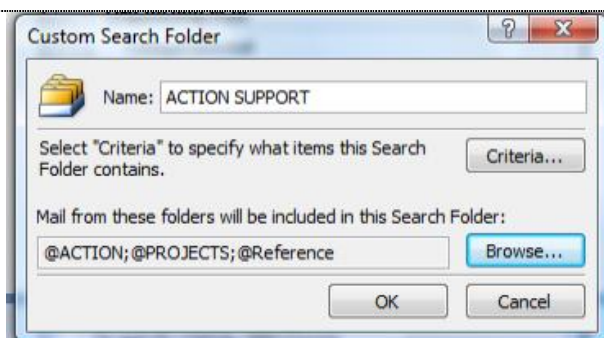 Custom Search Folder
Name: ACTION SUPPORT
Select "Criteria" to specify what items this Search
Folder contains.
Criteria...
Mail from these folders will be included in this Search Folder:
@ACTION;@PROJECTS;@Reference
Browse...
OK
Cancel